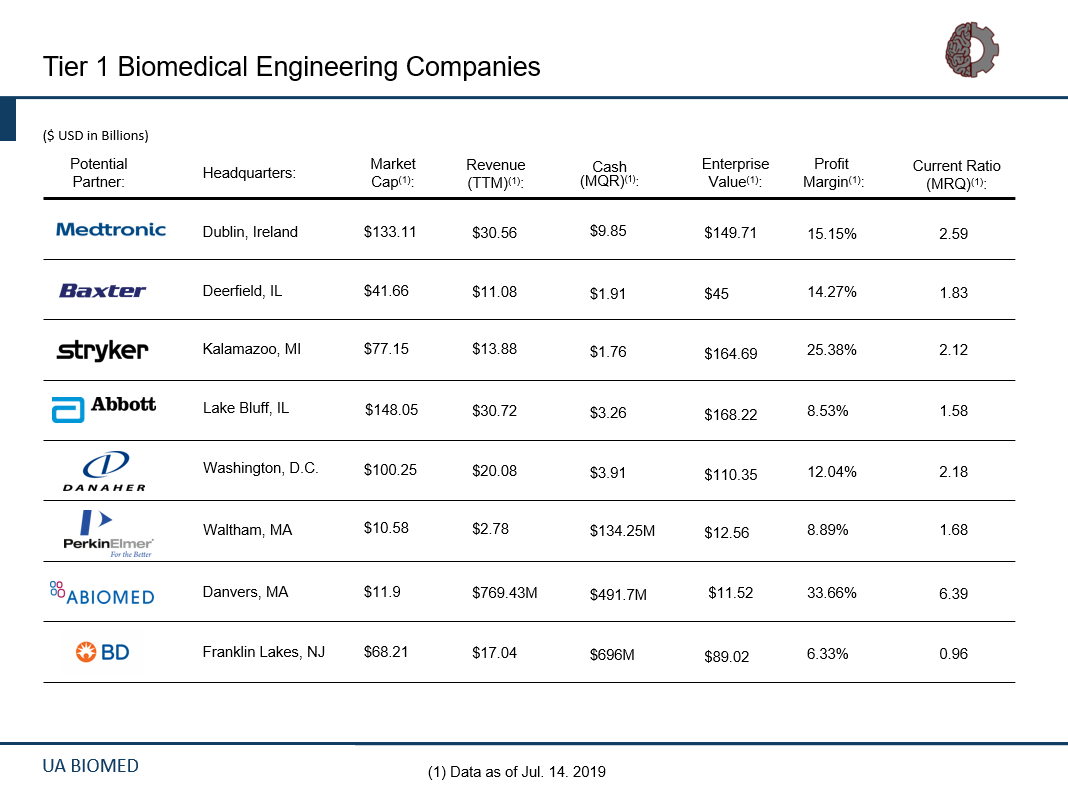 Tier 1 Biomedical Engineering Companies
($ USD in Billions)
Potential Partner: Headquarters: Market Cap(1): Revenue (TTM)(1): Cash (MQR)(1): Enterprise Value(1): Profit Margin(1): Current Ratio (MRQ)(1):
Medtronic Dublin, Ireland $133.11 $30.56 $9.85 $149.71 15.15% 2.59
Baxter Deerfield, IL $41.66 $11.08 $1.91 $45 14.27% 1.83
stryker Kalamazoo, MI $77.15 $13.88 $1.76 $164.69 25.38% 2.12
Abbott Lake Bluff, IL $148.05 $30.72 $3.26 $168.22 8.53% 1.58
DANAHER Washington, D.C. $100.25 $20.08 $3.91 $110.35 12.04% 2.18
PerkinElmer Waltham, MA $10.58 $2.78 $134.25M $12.56 8.89% 1.68
For the Better
ABIOMED Danvers, MA $11.9 $769.43M $491.7M $11.52 33.66% 6.39
BD Franklin Lakes, NJ $68.21 $17.04 $696M $89.02 6.33% 0.96
UA BIOMED
(1) Data as of Jul. 14. 2019